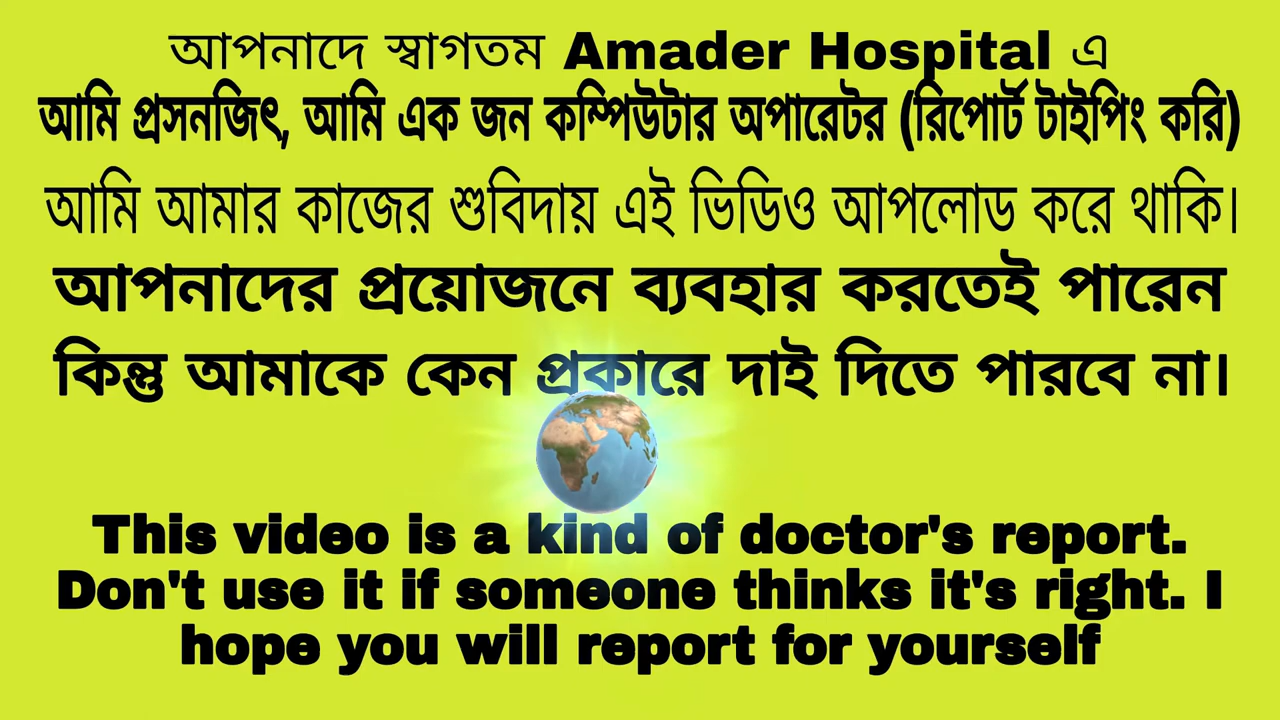 আপনাদে স্বাগতম Amader Hospital এ
আমি প্রসনজিৎ, আমি এক জন কম্পিউটার অপারেটর (রিপোর্ট টাইপিং করি)
আমি আমার কাজের শুবিদায় এই ভিডিও আপলোড করে থাকি।
আপনাদের প্রয়োজনে ব্যবহার করতেই পারেন
কিন্তু আমাকে কেন প্রকারে দাই দিতে পারবে না।
This video is a kind of doctor's report.
Don't use it if someone thinks it's right. I
hope you will report for yourself